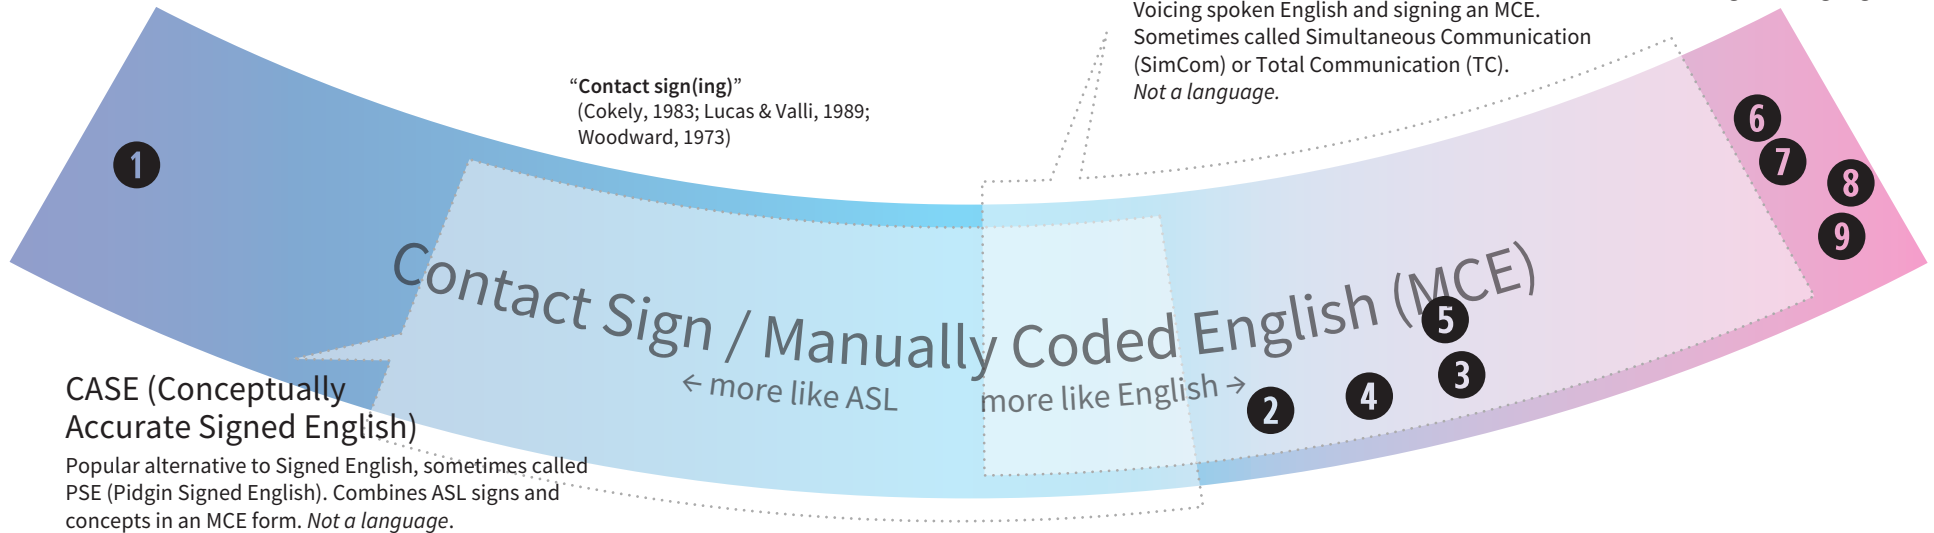 Voicing spoken English and signing an MCE.
Sometimes called Simultaneous Communication
(SimCom) or Total Communication (TC).
Not a language.
“Contact sign(ing)”
(Cokely, 1983; Lucas & Valli, 1989;
Woodward, 1973)
1
6
7
8
9
Contact Sign / Manually Coded English (MCE)
5
3
4
2
← more like ASL
more like English →
CASE (Conceptually
Accurate Signed English)
Popular alternative to Signed English, sometimes called
PSE (Pidgin Signed English). Combines ASL signs and
concepts in an MCE form. Not a language.